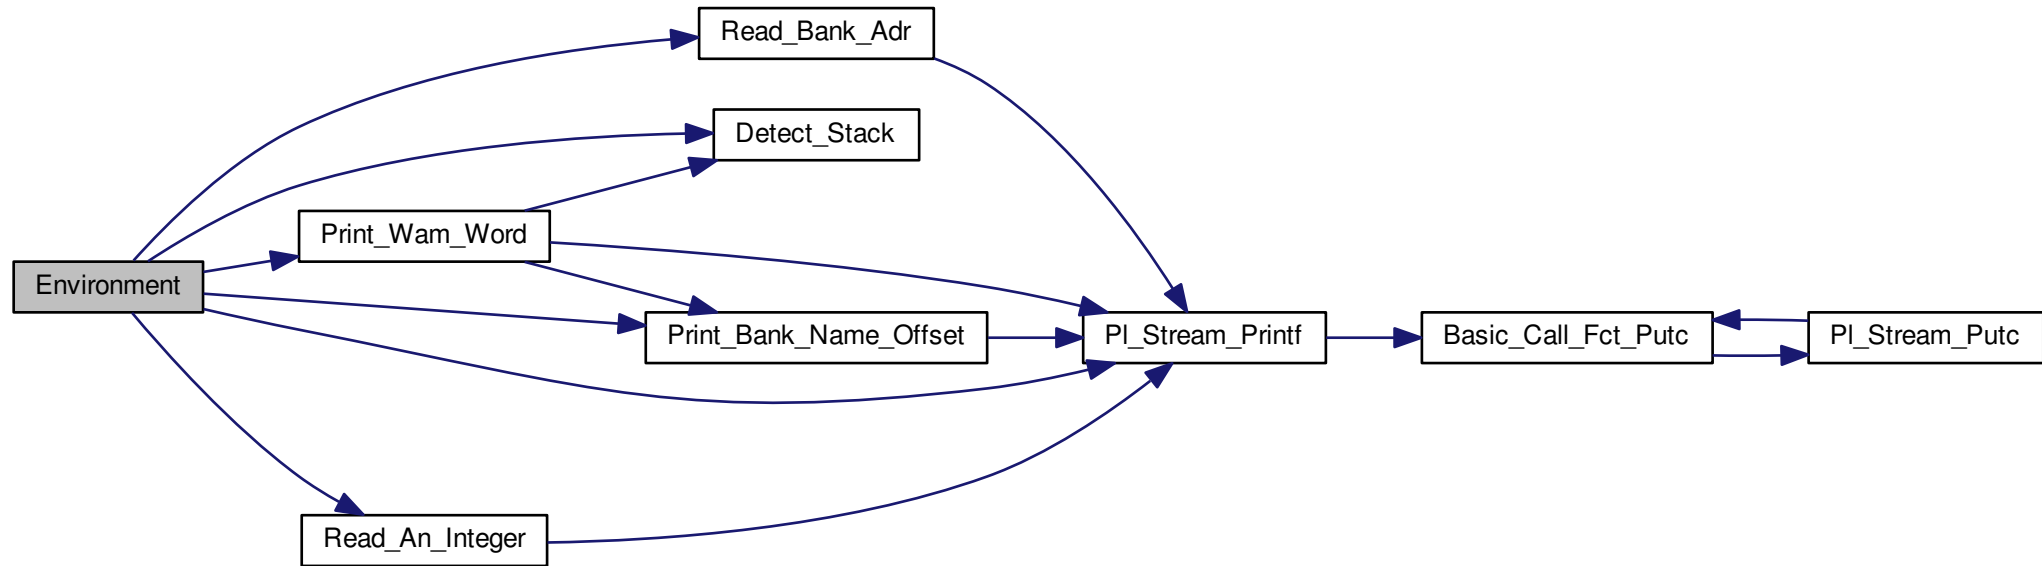 Read_Bank_Adr
Detect_Stack
Print_Wam_Word
Environment
Print_Bank_Name_Offset
Pl_Stream_Printf
Basic_Call_Fct_Putc
Pl_Stream_Putc
Read_An_Integer